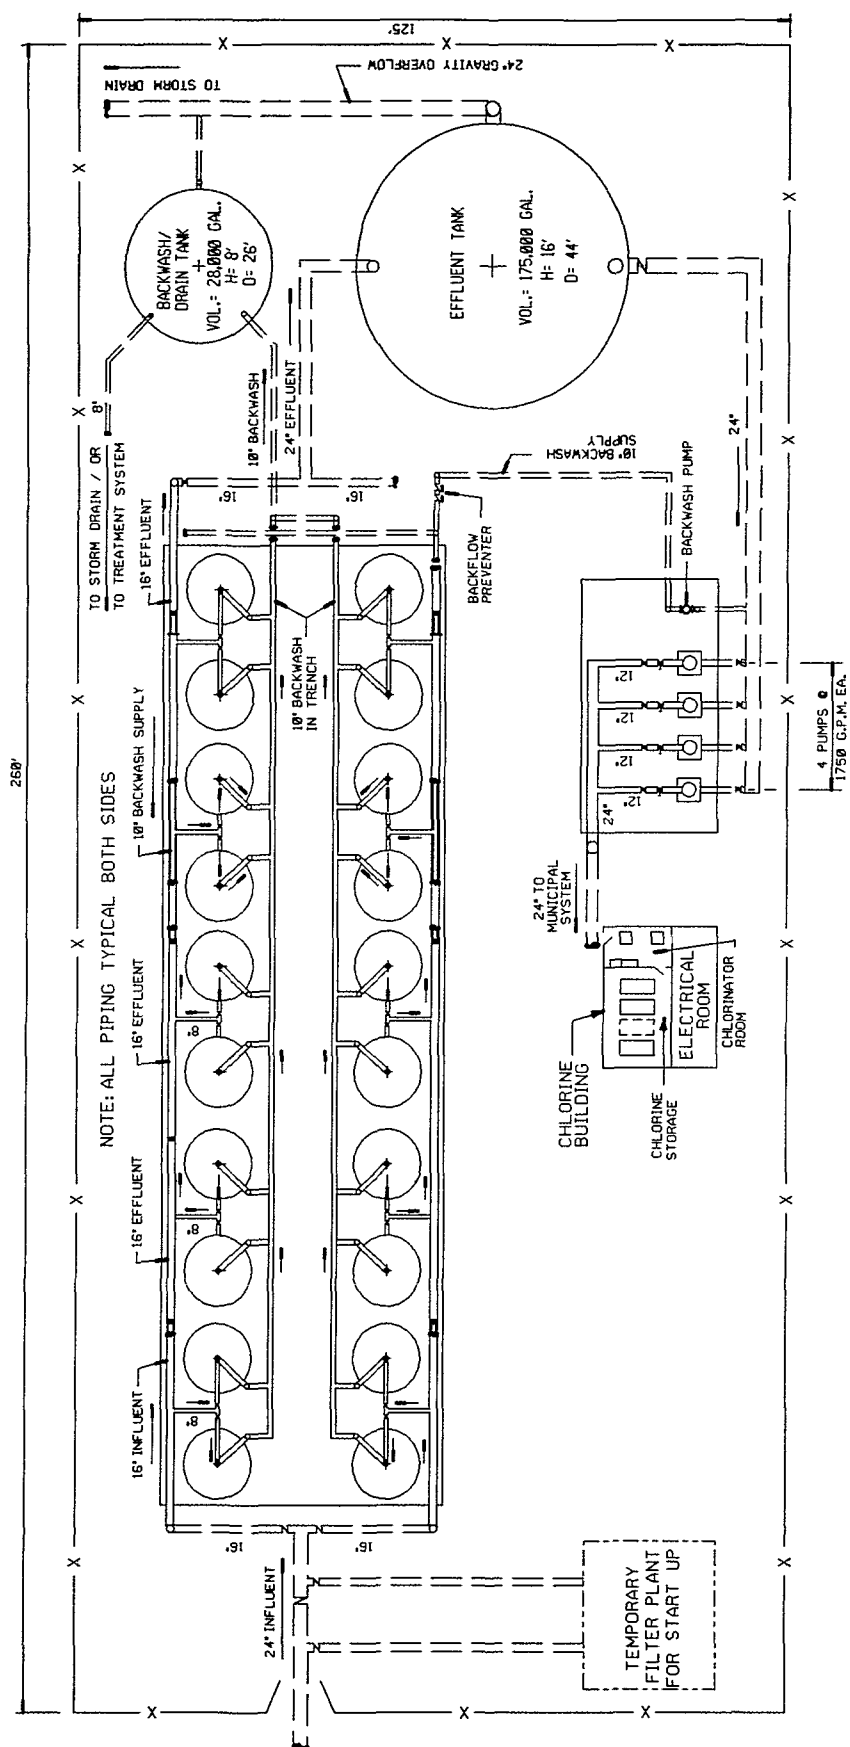 125'
260'
24" GRAVITY OVERFLOW
TO STORM DRAIN
BACKWASH/
DRAIN TANK
VOL.= 28,000 GAL.
H= 8'
D= 26'
EFFLUENT TANK
VOL.= 175,000 GAL.
H= 16'
D= 44'
8"
TO STORM DRAIN / OR
TO TREATMENT SYSTEM
10" BACKWASH
24" EFFLUENT
16"
16"
10" BACKWASH
SUPPLY
24"
BACKFLOW
PREVENTER
BACKWASH PUMP
16" EFFLUENT
10" BACKWASH
IN TRENCH
10" BACKWASH SUPPLY
NOTE: ALL PIPING TYPICAL BOTH SIDES
12"
12"
12"
12"
24"
4 PUMPS @
1750 G.P.M. EA.
24" TO
MUNICIPAL
SYSTEM
16" EFFLUENT
8"
CHLORINE
BUILDING
ELECTRICAL
ROOM
CHLORINATOR
ROOM
CHLORINE
STORAGE
16" EFFLUENT
8"
16" INFLUENT
8"
16"
16"
24" INFLUENT
TEMPORARY
FILTER PLANT
FOR START UP